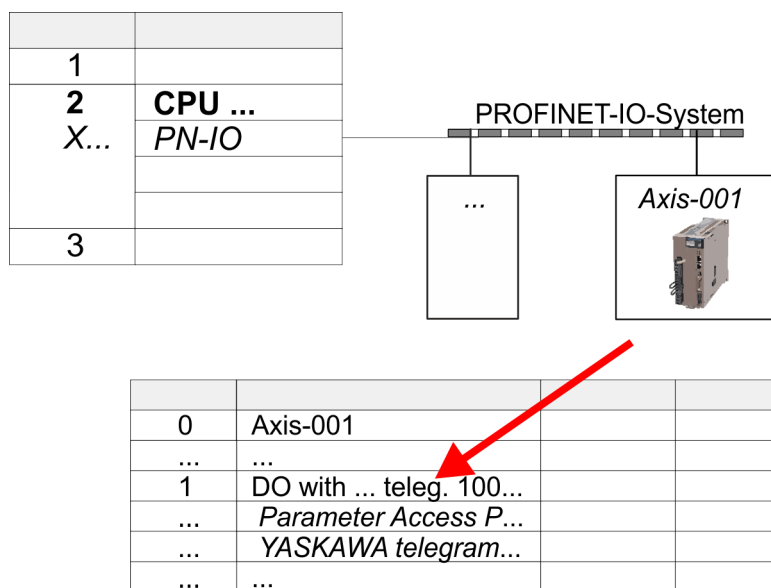 1
2 CPU ...
X... PN-IO
3
PROFINET-IO-System
...
Axis-001
0 Axis-001
... ...
1 DO with ... teleg. 100...
... Parameter Access P...
... YASKAWA telegram...
... ...